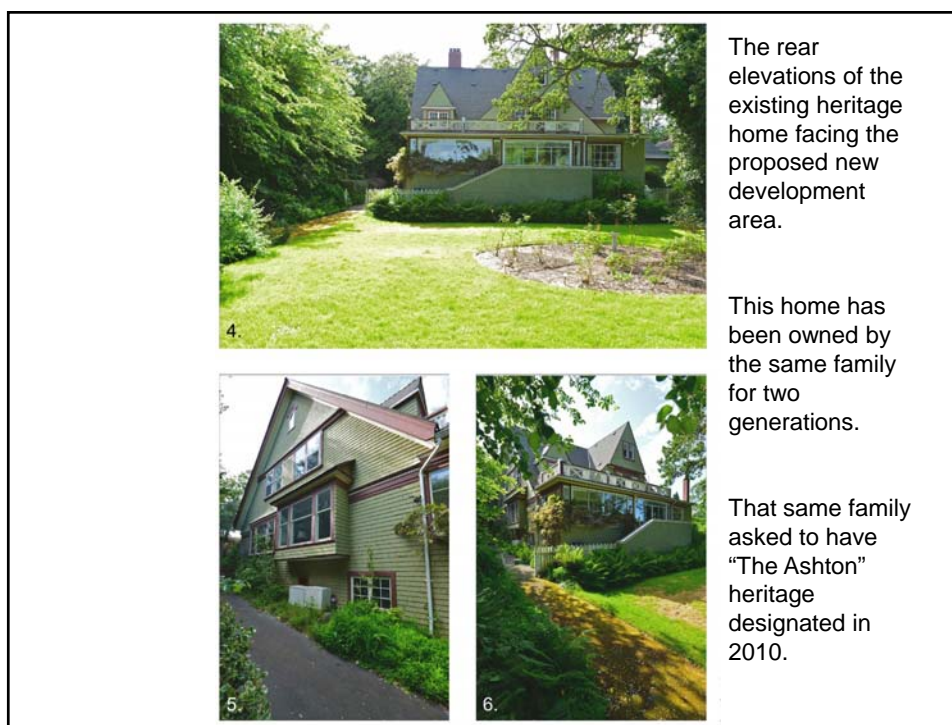 The rear
elevations of the
existing heritage
home facing the
proposed new
development
area.
This home has
been owned by
the same family
for two
generations.
That same family
asked to have
“The Ashton”
heritage
designated in
2010.
4.
5.
6.